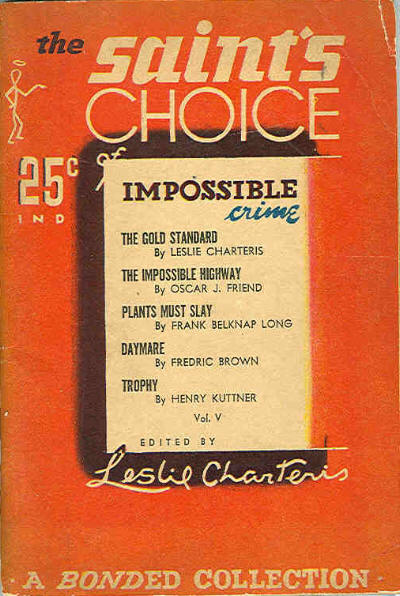 the saint's
CHOICE
of
25c
IND
IMPOSSIBLE
crime
THE GOLD STANDARD
By LESLIE CHARTERIS
THE IMPOSSIBLE HIGHWAY
By OSCAR J. FRIEND
PLANTS MUST SLAY
By FRANK BELKNAP LONG
DAYMARE
By FREDRIC BROWN
TROPHY
By HENRY KUTTNER
Vol. V
EDITED BY
Leslie Charteris
A BONDED COLLECTION